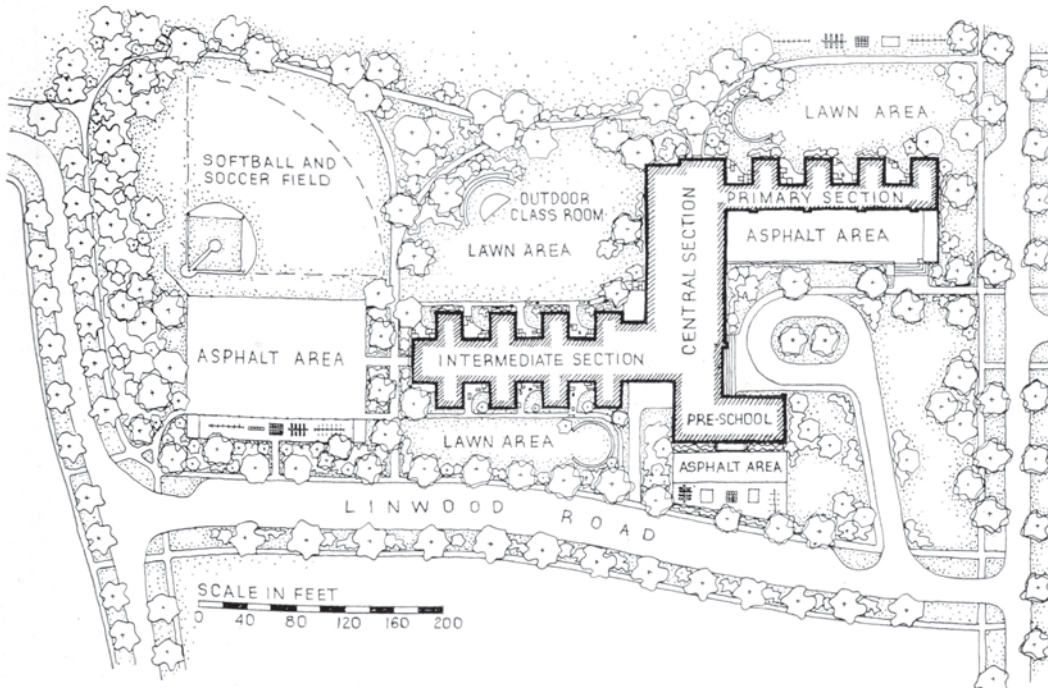 LAWN AREA
SOFTBALL AND
SOCCER FIELD
OUTDOOR
CLASS ROOM
LAWN AREA
PRIMARY SECTION
ASPHALT AREA
CENTRAL SECTION
ASPHALT AREA
INTERMEDIATE SECTION
PRE-SCHOOL
LAWN AREA
ASPHALT AREA
LINWOOD ROAD
SCALE IN FEET
0 40 80 120 160 200